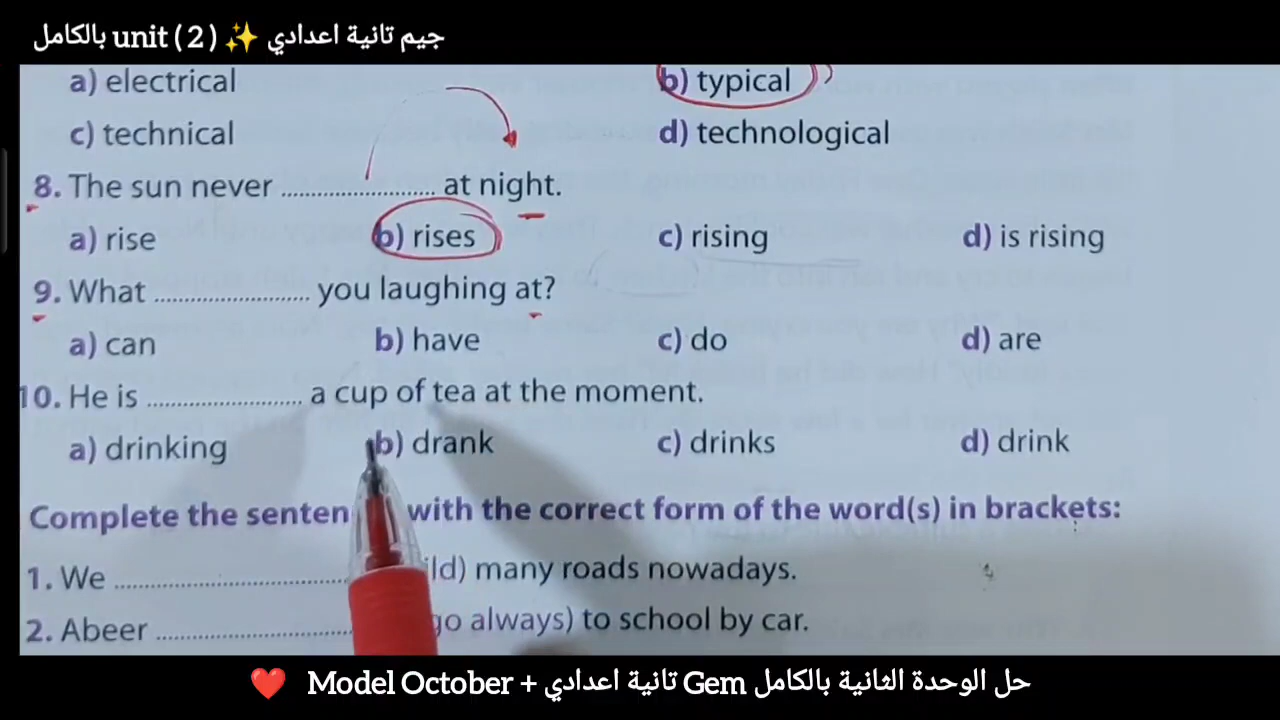 جيم تانية اعدادي ✨ unit ( 2 ) بالكامل
a) electrical b) typical
c) technical d) technological
8. The sun never ........................ at night.
a) rise b) rises c) rising d) is rising
9. What ........................ you laughing at?
a) can b) have c) do d) are
10. He is ........................ a cup of tea at the moment.
a) drinking b) drank c) drinks d) drink
Complete the senten with the correct form of the word(s) in brackets:
1. We ........................ ild) many roads nowadays.
2. Abeer ........................ go always) to school by car.
حل الوحدة الثانية بالكامل Gem تانية اعدادي + Model October ❤️